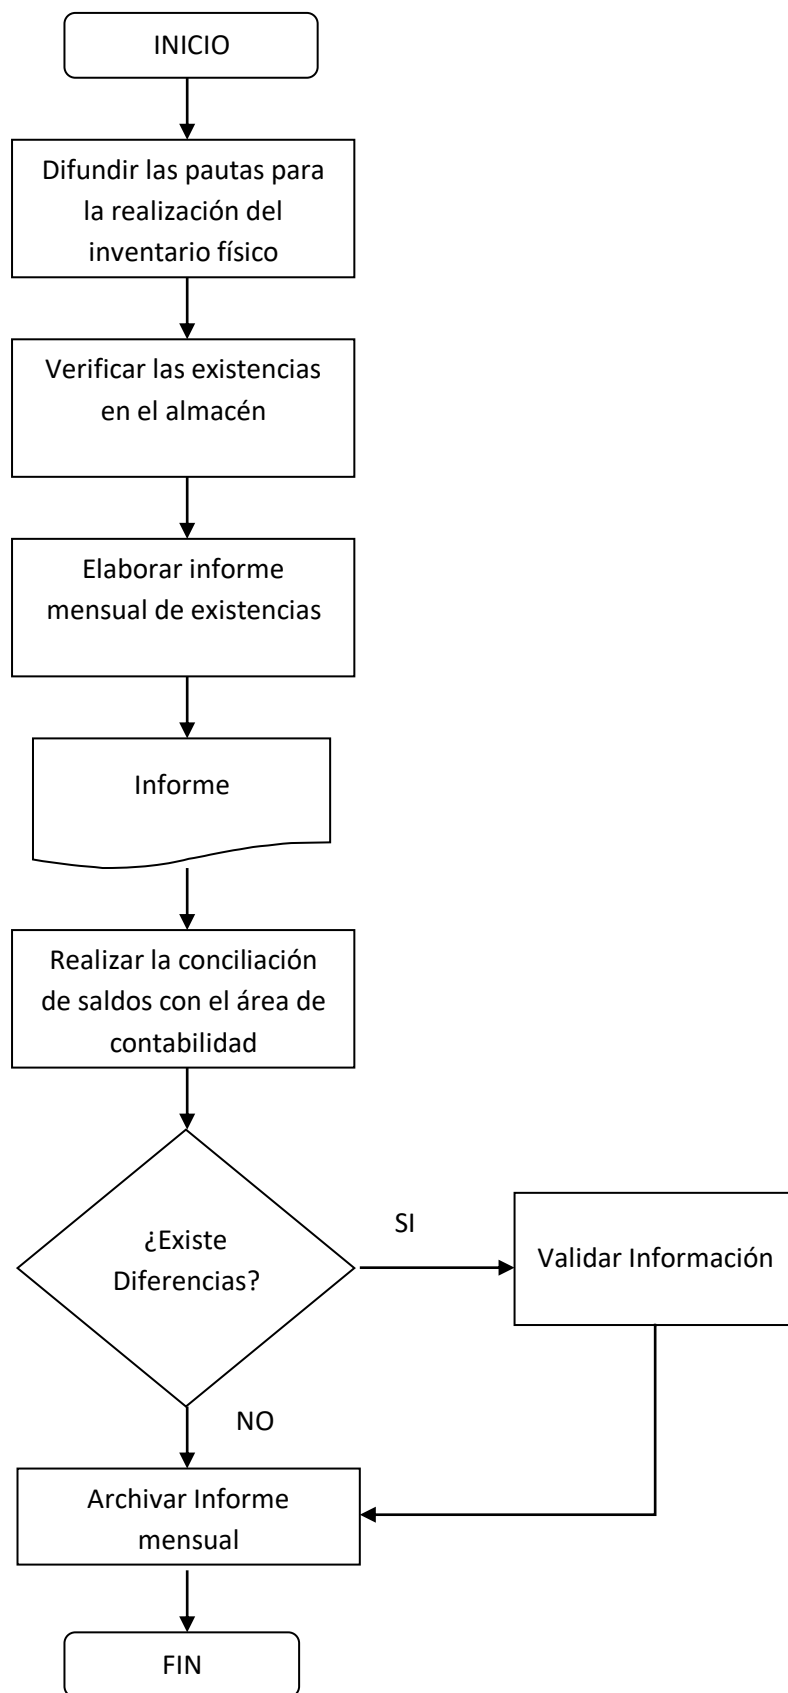 INICIO
Difundir las pautas para
la realización del
inventario físico
Verificar las existencias
en el almacén
Elaborar informe
mensual de existencias
Informe
Realizar la conciliación
de saldos con el área de
contabilidad
¿Existe
Diferencias?
SI
Validar Información
NO
Archivar Informe
mensual
FIN